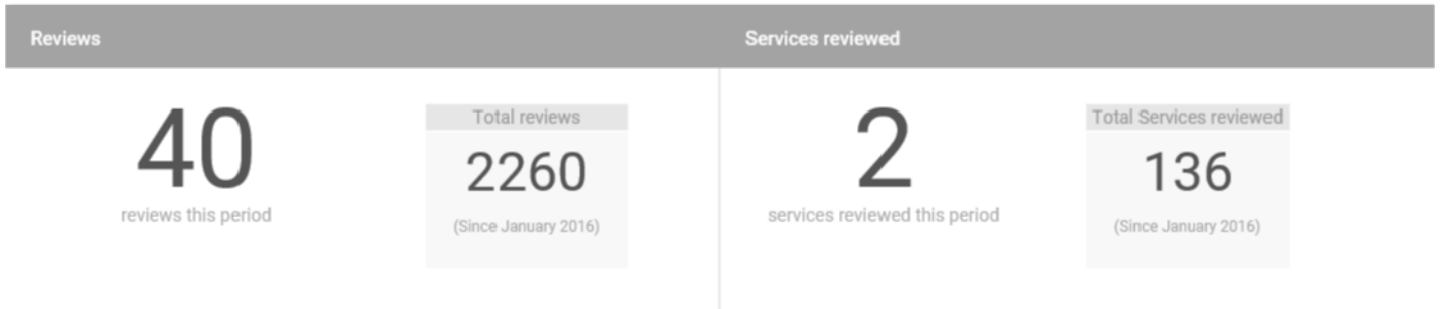 Reviews
40
reviews this period
Total reviews
2260
(Since January 2016)
Services reviewed
2
services reviewed this period
Total Services reviewed
136
(Since January 2016)